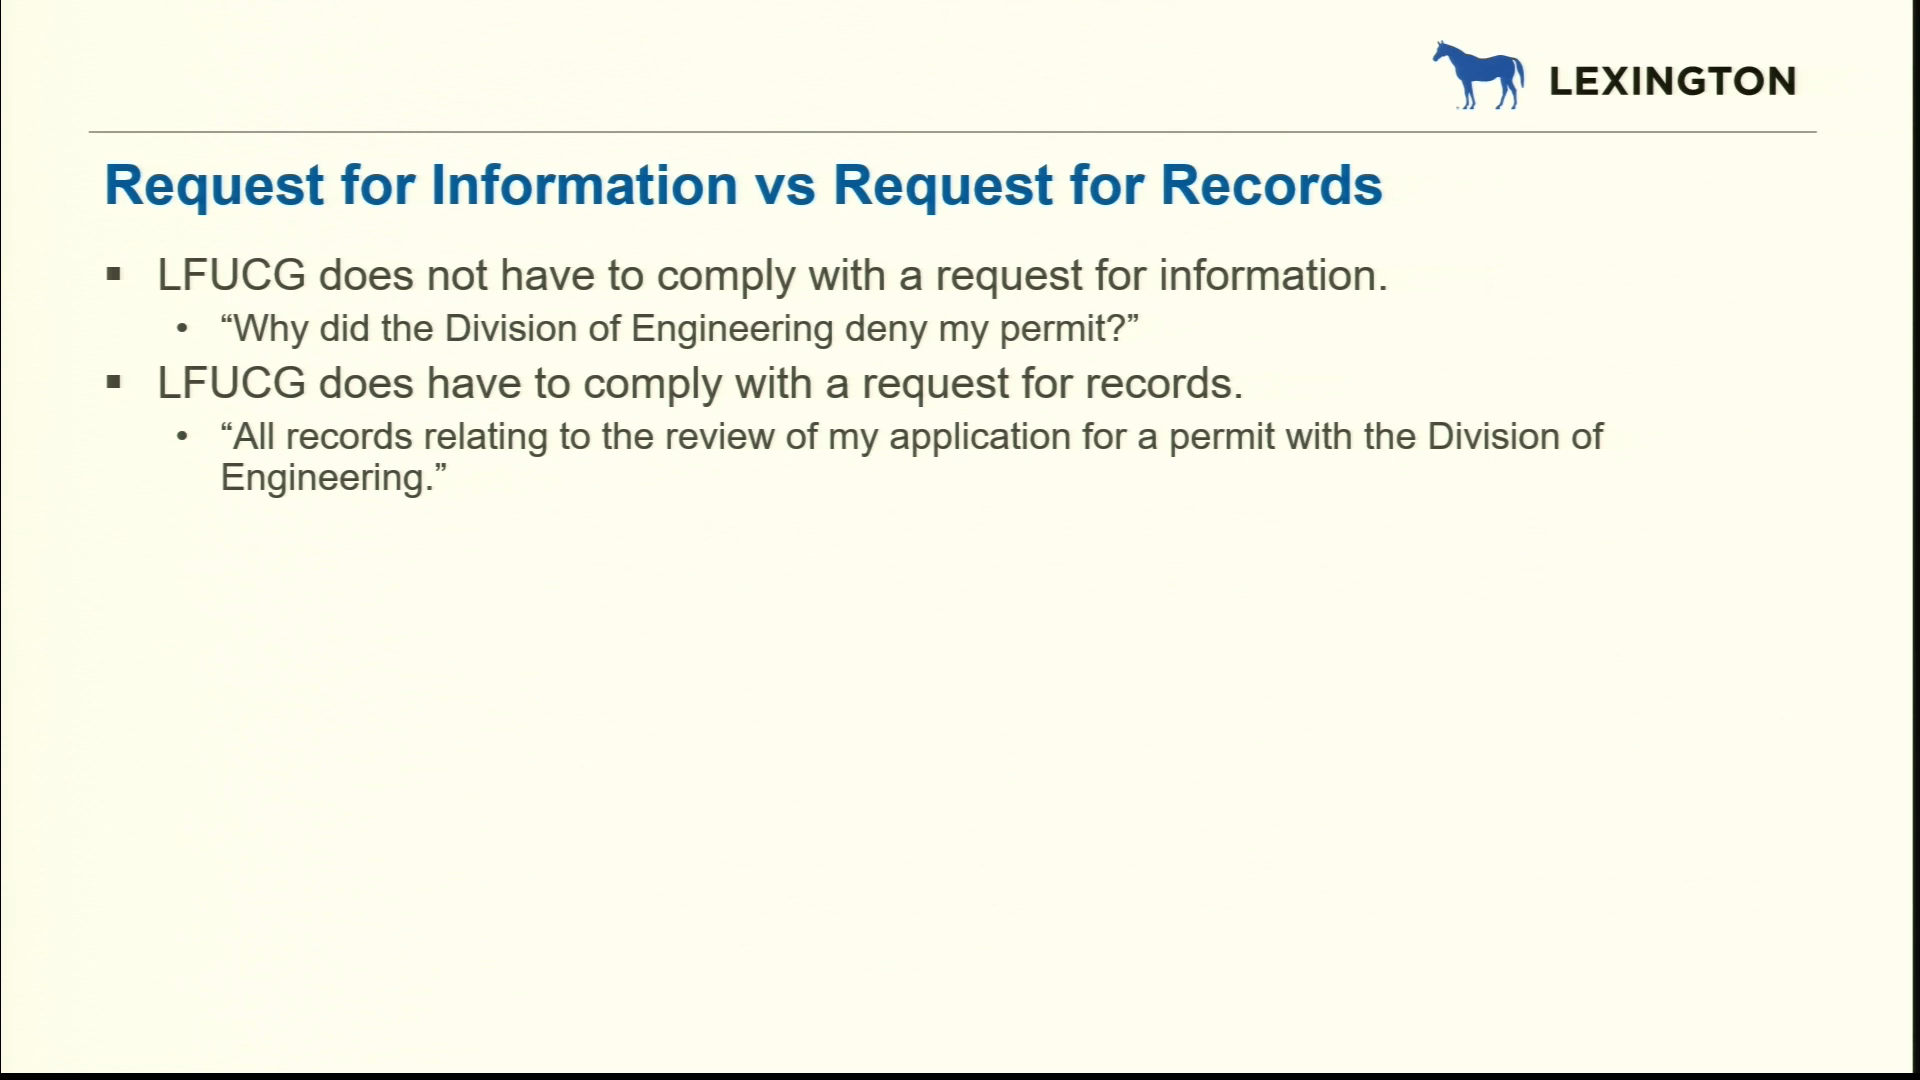 LEXINGTON
Request for Information vs Request for Records
▪ LFUCG does not have to comply with a request for information.
• “Why did the Division of Engineering deny my permit?”
▪ LFUCG does have to comply with a request for records.
• “All records relating to the review of my application for a permit with the Division of
Engineering.”